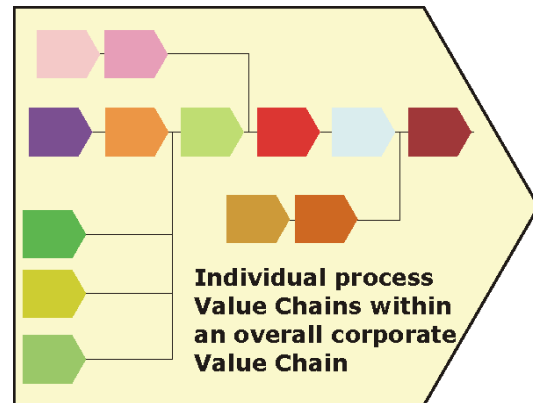 Individual process
Value Chains within
an overall corporate
Value Chain